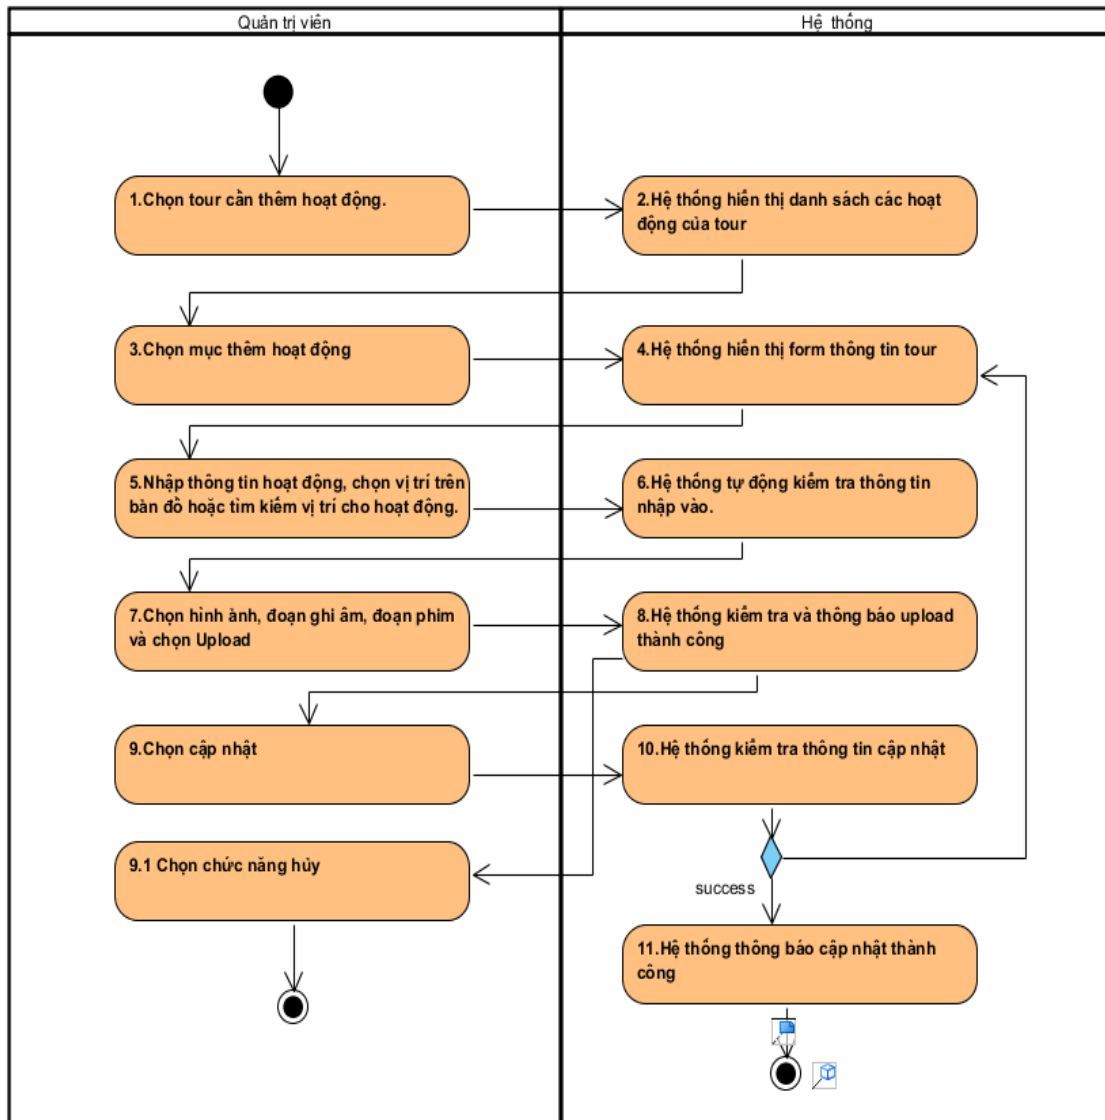 Quản trị viên
Hệ thống
1.Chọn tour cần thêm hoạt động.
2.Hệ thống hiển thị danh sách các hoạt
động của tour
3.Chọn mục thêm hoạt động
4.Hệ thống hiển thị form thông tin tour
5.Nhập thông tin hoạt động, chọn vị trí trên
bản đồ hoặc tìm kiếm vị trí cho hoạt động.
6.Hệ thống tự động kiểm tra thông tin
nhập vào.
7.Chọn hình ảnh, đoạn ghi âm, đoạn phim
và chọn Upload
8.Hệ thống kiểm tra và thông báo upload
thành công
9.Chọn cập nhật
10.Hệ thống kiểm tra thông tin cập nhật
9.1 Chọn chức năng hủy
success
11.Hệ thống thông báo cập nhật thành
công